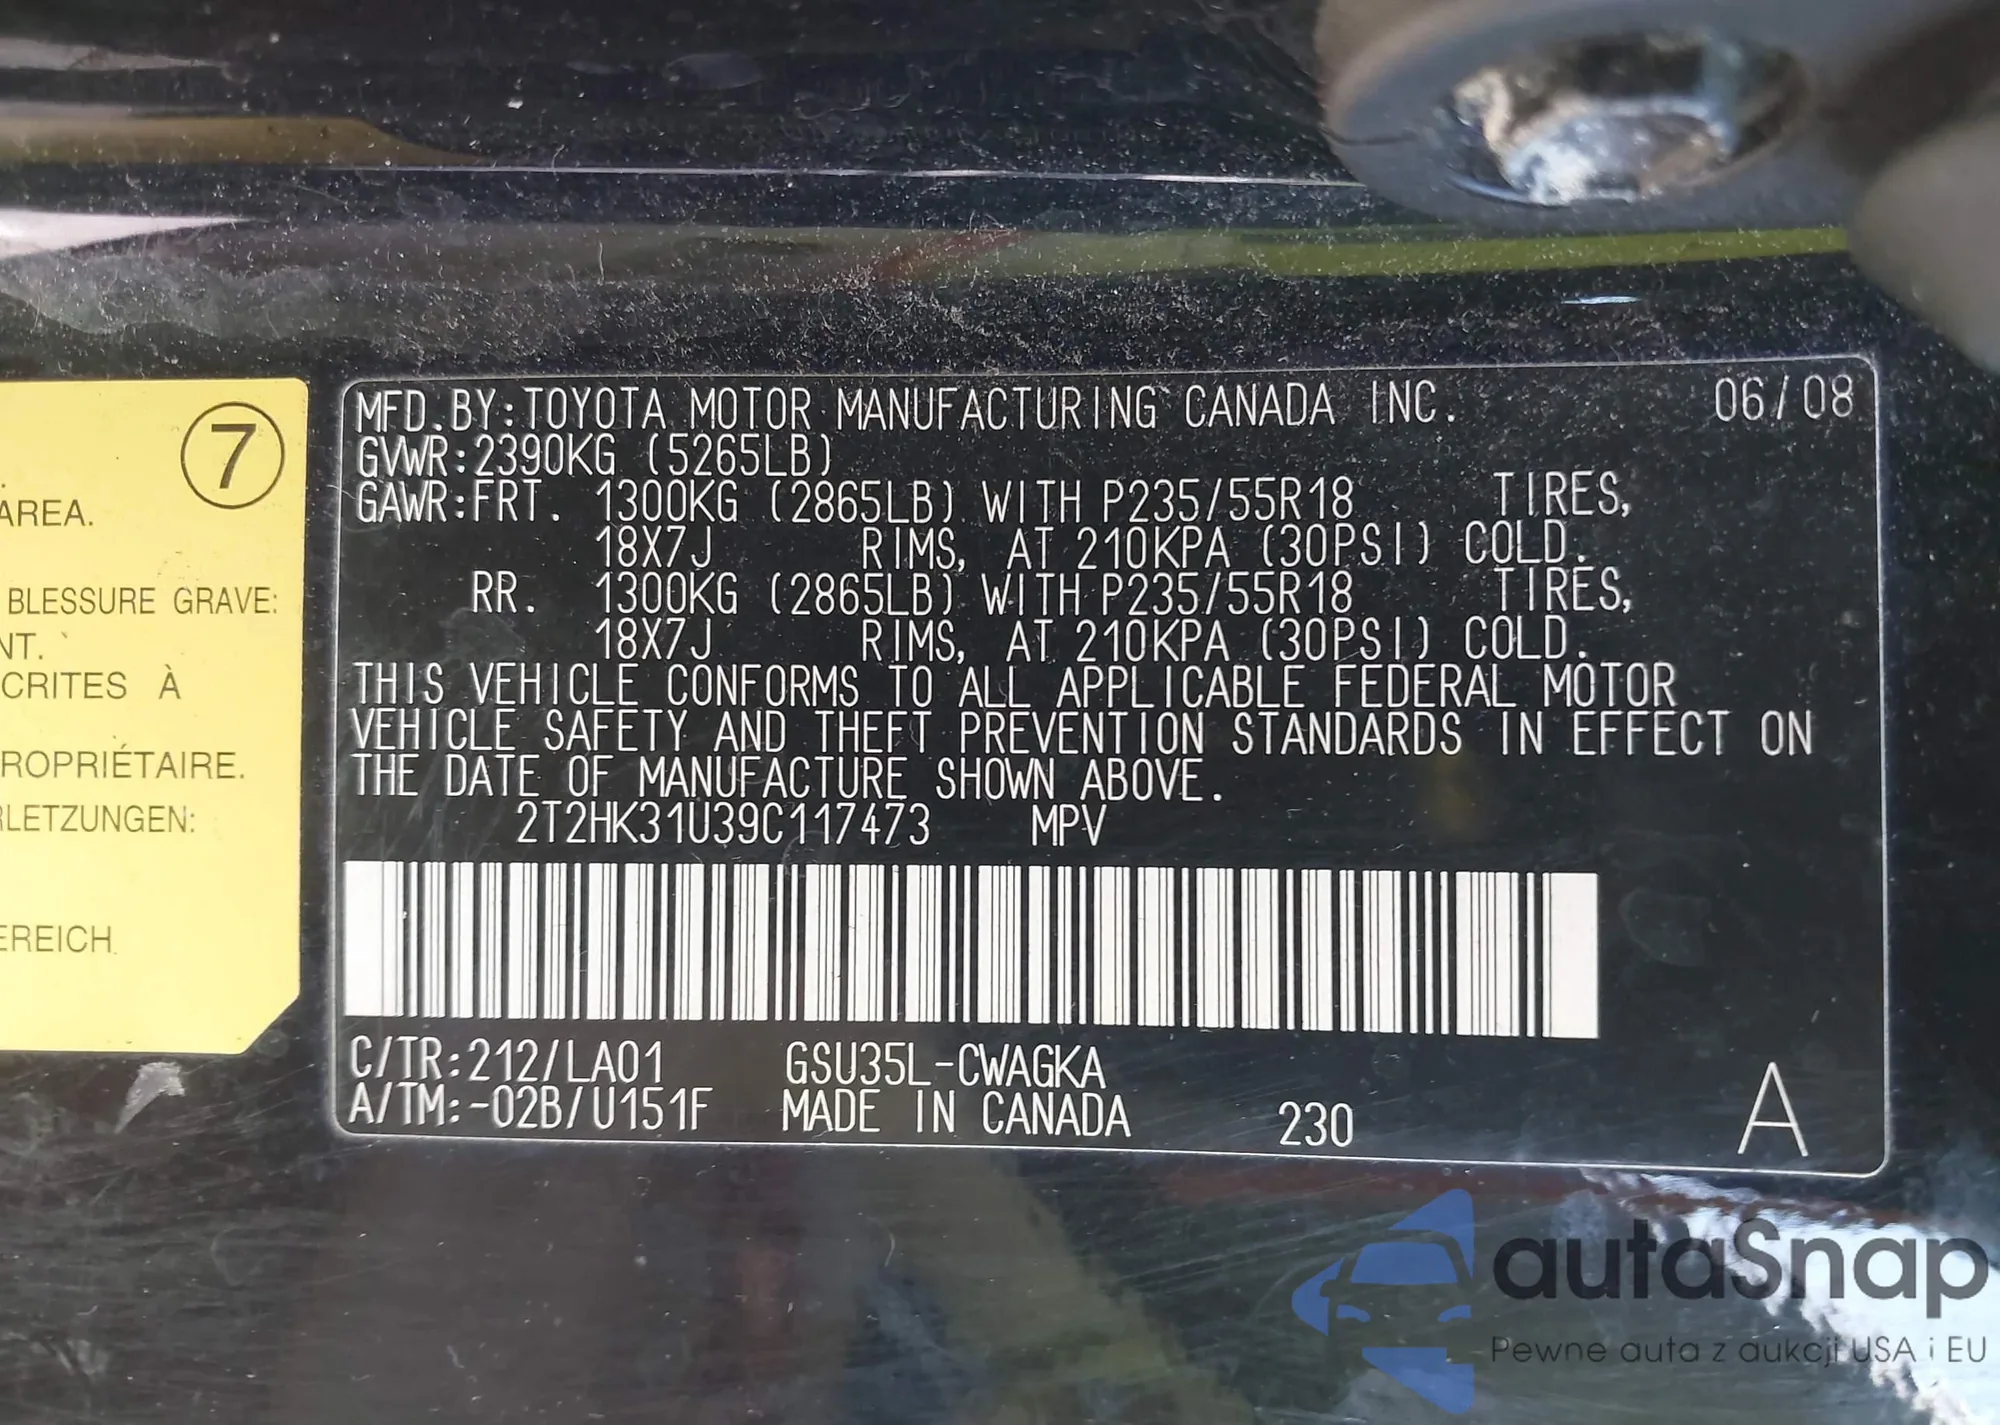 7
AREA.
BLESSURE GRAVE:
NT.
CRITES À
ROPRIÉTAIRE.
RLETZUNGEN:
EREICH
MFD.BY:TOYOTA MOTOR MANUFACTURING CANADA INC. 06/08
GVWR:2390KG (5265LB)
GAWR:FRT. 1300KG (2865LB) WITH P235/55R18 TIRES,
18X7J RIMS, AT 210KPA (30PSI) COLD.
RR. 1300KG (2865LB) WITH P235/55R18 TIRES,
18X7J RIMS, AT 210KPA (30PSI) COLD.
THIS VEHICLE CONFORMS TO ALL APPLICABLE FEDERAL MOTOR
VEHICLE SAFETY AND THEFT PREVENTION STANDARDS IN EFFECT ON
THE DATE OF MANUFACTURE SHOWN ABOVE.
2T2HK31U39C117473 MPV
C/TR:212/LA01 GSU35L-CWAGKA
A/TM:-02B/U151F MADE IN CANADA 230 A
autaSnap
Pewne auta z aukcji USA i EU